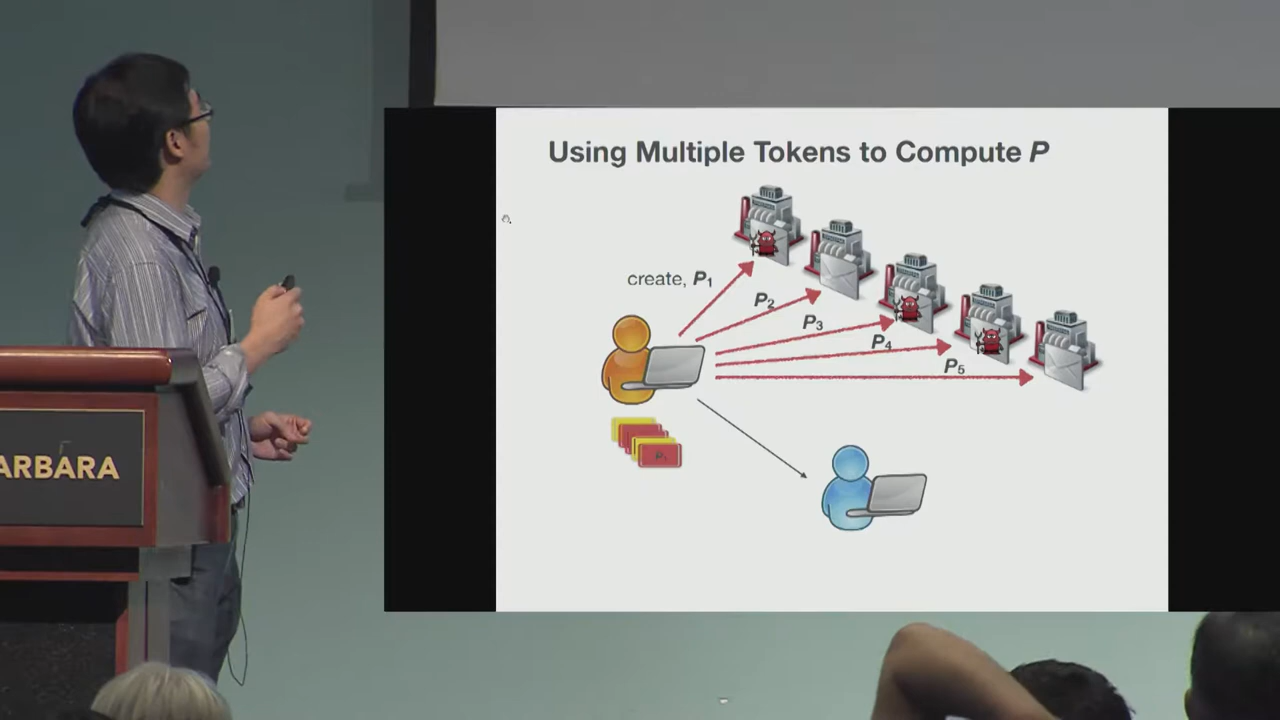 Using Multiple Tokens to Compute P
create, P1
P2
P3
P4
P5
ARBARA